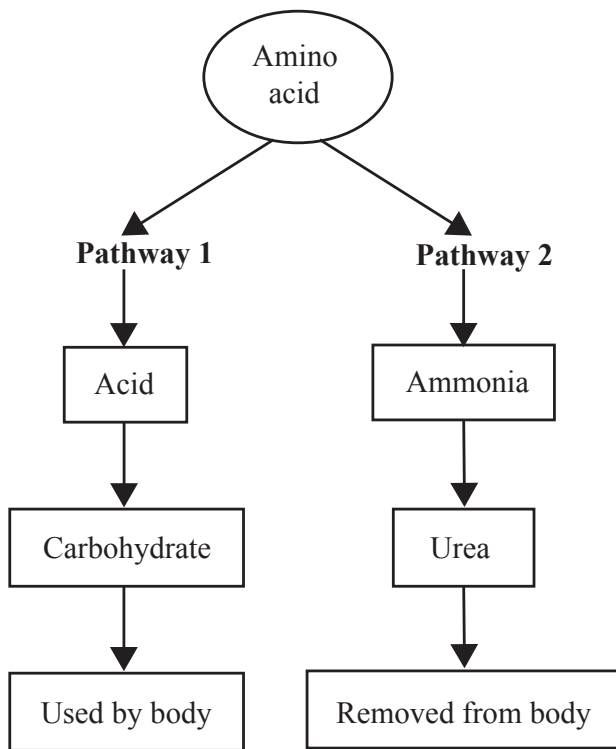 Amino
acid
Pathway 1
Pathway 2
Acid
Ammonia
Carbohydrate
Urea
Used by body
Removed from body